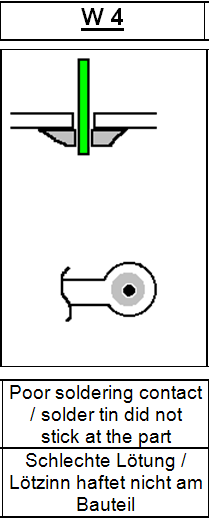 W 4
Poor soldering contact
/ solder tin did not
stick at the part
Schlechte Lötung /
Lötzinn haftet nicht am
Bauteil